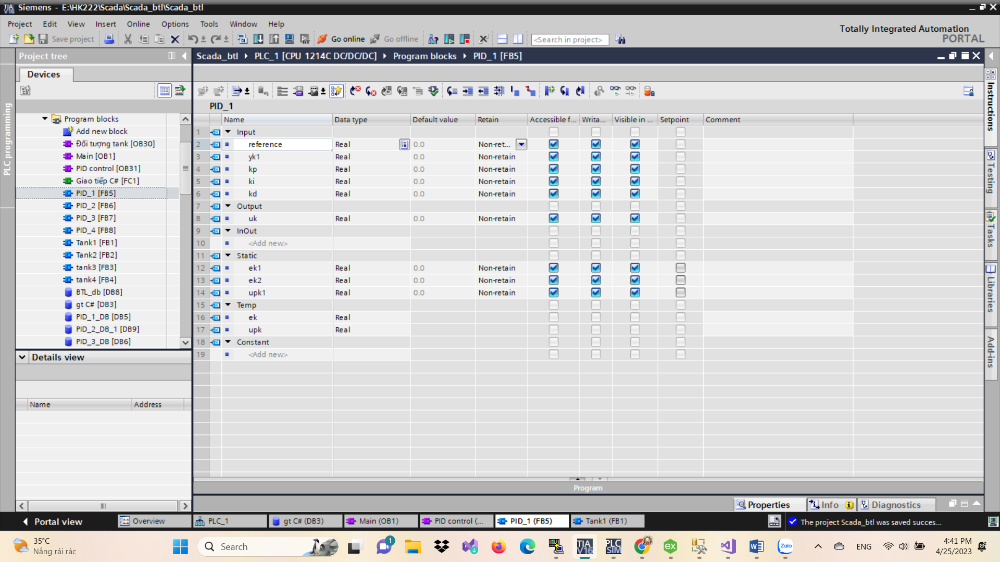 Siemens - E:\HK222\Scada\Scada_btl\Scada_btl
Project Edit View Insert Online Options Tools Window Help
Totally Integrated Automation
PORTAL
Save project
Go online
Go offline
<Search in project>
Project tree
Scada_btl PLC_1 [CPU 1214C DC/DC/DC] Program blocks PID_1 [FB5]
Devices
PLC programming
Program blocks
Add new block
Đối tượng tank [OB30]
Main [OB1]
PID control [OB31]
Giao tiếp C# [FC1]
PID_1 [FB5]
PID_2 [FB6]
PID_3 [FB7]
PID_4 [FB8]
Tank1 [FB1]
Tank2 [FB2]
tank3 [FB3]
tank4 [FB4]
BTL_db [DB8]
gt C# [DB3]
PID_1_DB [DB5]
PID_2_DB_1 [DB9]
PID_3_DB [DB6]
Details view
Name Address
PID_1
Name Data type Default value Retain Accessible f... Writa... Visible in ... Setpoint Comment
1 Input
2 reference Real 0.0 Non-ret...
3 yk1 Real 0.0 Non-retain
4 kp Real 0.0 Non-retain
5 ki Real 0.0 Non-retain
6 kd Real 0.0 Non-retain
7 Output
8 uk Real 0.0 Non-retain
9 InOut
10 <Add new>
11 Static
12 ek1 Real 0.0 Non-retain
13 ek2 Real 0.0 Non-retain
14 upk1 Real 0.0 Non-retain
15 Temp
16 ek Real
17 upk Real
18 Constant
19 <Add new>
Program
Properties Info Diagnostics
Instructions
Testing
Tasks
Libraries
Add-ins
Portal view Overview PLC_1 gt C# (DB3) Main (OB1) PID control (... PID_1 (FB5) Tank1 (FB1) The project Scada_btl was saved succes...
35°C
Nắng rải rác
Search
1
TIA
V16
PLC
SIM
Zalo
ENG
4:41 PM
4/25/2023